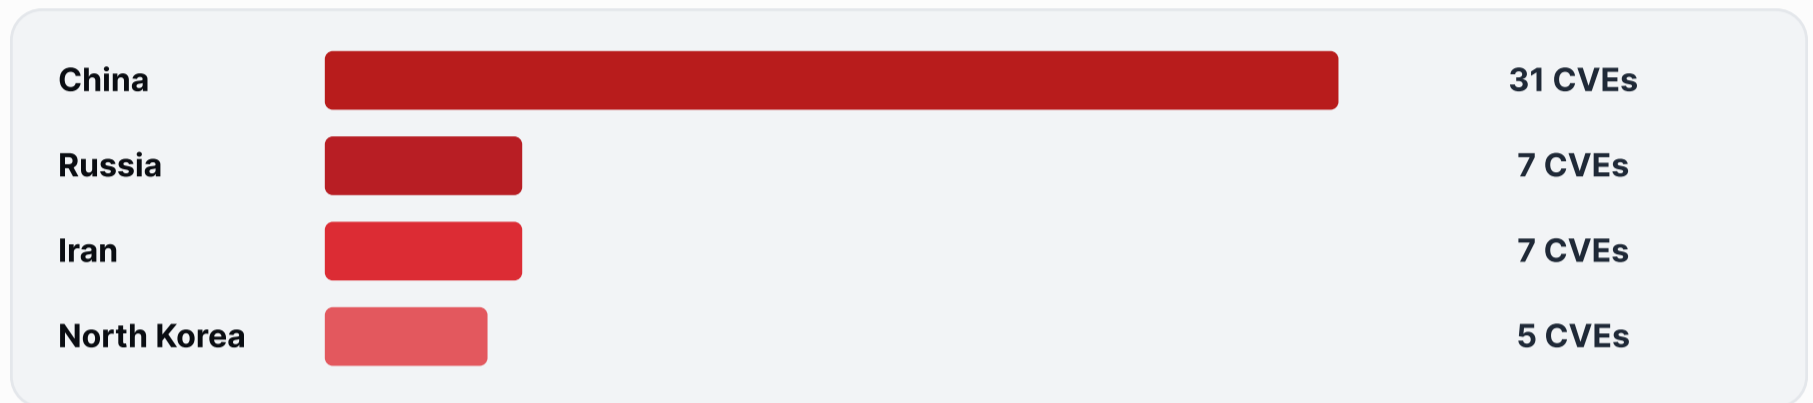 China 31 CVEs
Russia 7 CVEs
Iran 7 CVEs
North Korea 5 CVEs